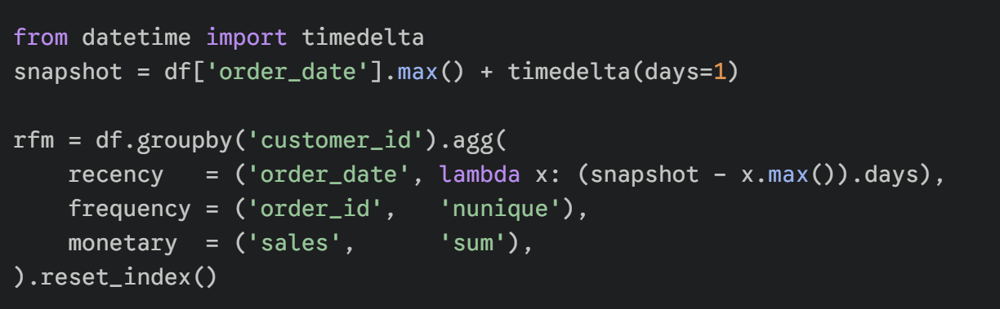 from datetime import timedelta
snapshot = df['order_date'].max() + timedelta(days=1)

rfm = df.groupby('customer_id').agg(
    recency   = ('order_date', lambda x: (snapshot - x.max()).days),
    frequency = ('order_id',   'nunique'),
    monetary  = ('sales',      'sum'),
).reset_index()